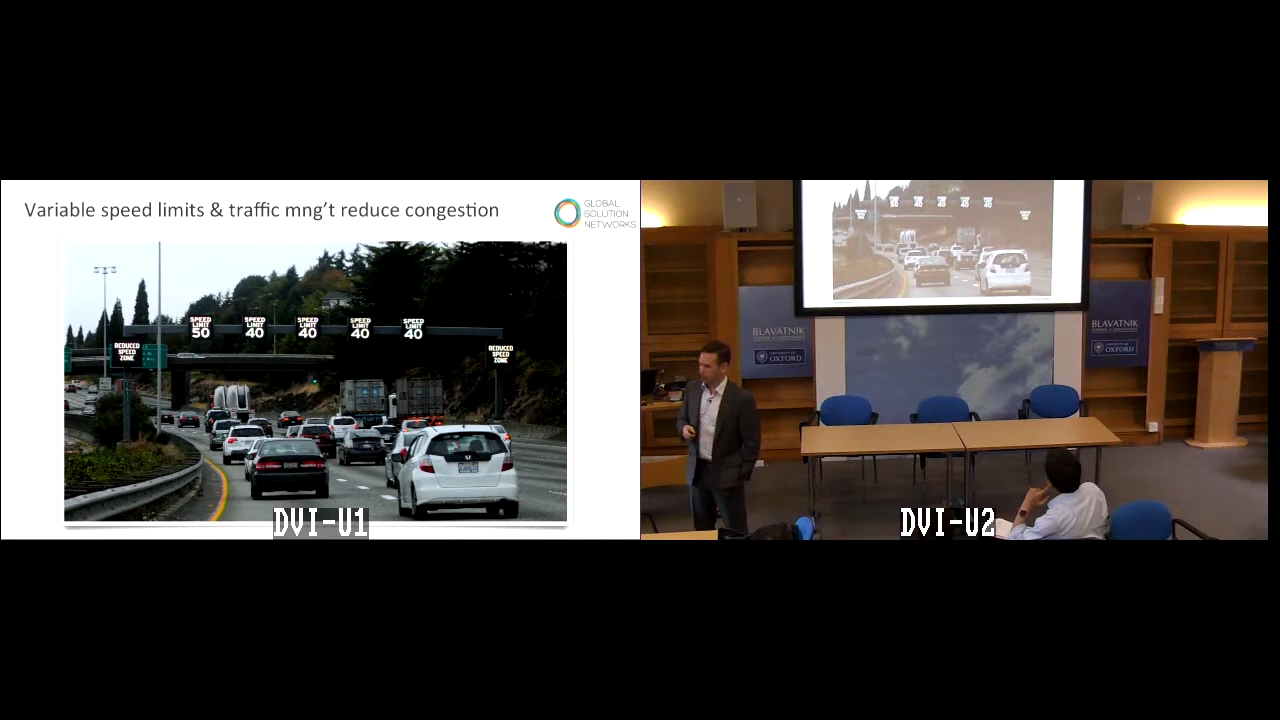 Variable speed limits & traffic mng't reduce congestion
GLOBAL
SOLUTION
NETWORKS
SPEED
LIMIT
50
SPEED
LIMIT
40
SPEED
LIMIT
40
SPEED
LIMIT
40
SPEED
LIMIT
40
REDUCED
SPEED
ZONE
REDUCED
SPEED
ZONE
DVI-U1
BLAVATNIK
UNIVERSITY OF
OXFORD
BLAVATNIK
UNIVERSITY OF
OXFORD
DVI-U2